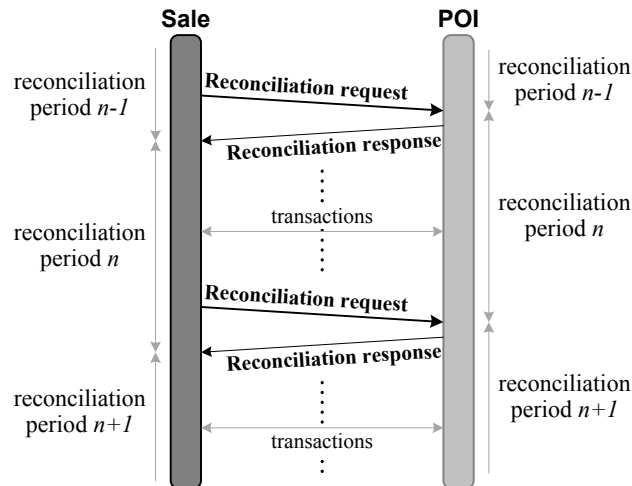 Sale
POI
reconciliation
period n-1
Reconciliation request
reconciliation
period n-1
Reconciliation response
transactions
reconciliation
period n
reconciliation
period n
Reconciliation request
Reconciliation response
reconciliation
period n+1
reconciliation
period n+1
transactions